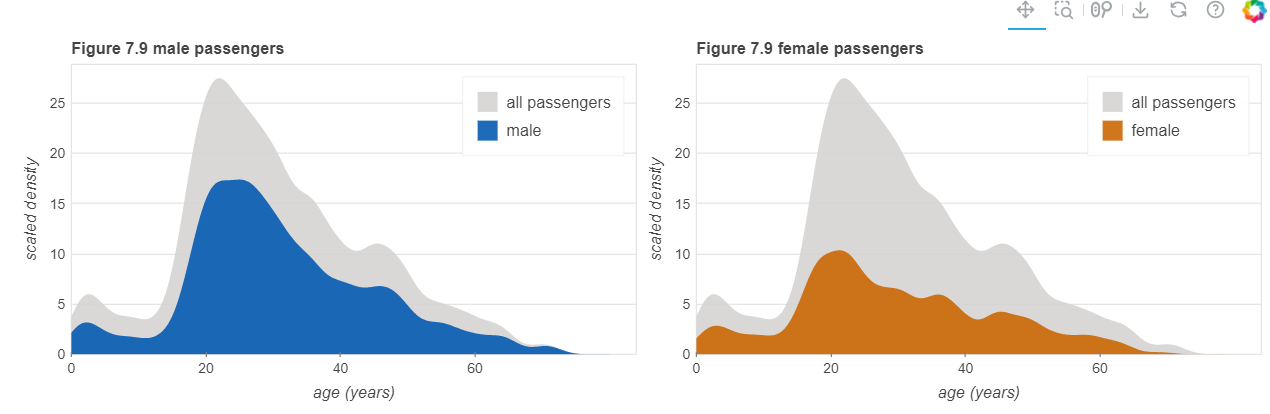 Figure 7.9 male passengers
all passengers
male
25
20
15
10
5
0
scaled density
0 20 40 60
age (years)
Figure 7.9 female passengers
all passengers
female
25
20
15
10
5
0
scaled density
0 20 40 60
age (years)